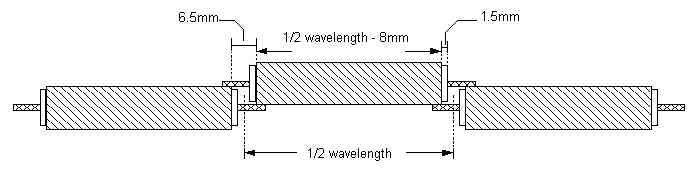 6.5mm
1.5mm
1/2 wavelength - 8mm
1/2 wavelength